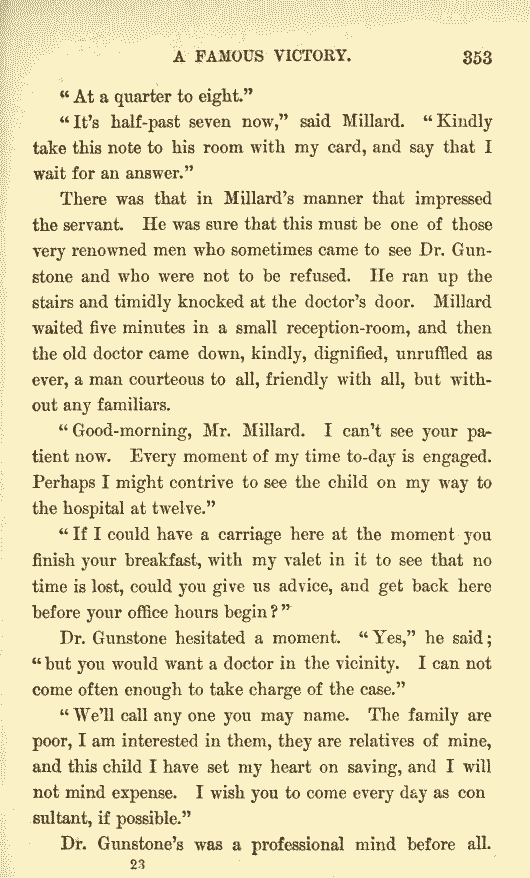 A FAMOUS VICTORY. 353
“At a quarter to eight.”
“It's half-past seven now,” said Millard. “Kindly
take this note to his room with my card, and say that I
wait for an answer.”
There was that in Millard's manner that impressed
the servant. He was sure that this must be one of those
very renowned men who sometimes came to see Dr. Gun-
stone and who were not to be refused. He ran up the
stairs and timidly knocked at the doctor's door. Millard
waited five minutes in a small reception-room, and then
the old doctor came down, kindly, dignified, unruffled as
ever, a man courteous to all, friendly with all, but with-
out any familiars.
“Good-morning, Mr. Millard. I can't see your pa-
tient now. Every moment of my time to-day is engaged.
Perhaps I might contrive to see the child on my way to
the hospital at twelve.”
“If I could have a carriage here at the moment you
finish your breakfast, with my valet in it to see that no
time is lost, could you give us advice, and get back here
before your office hours begin?”
Dr. Gunstone hesitated a moment. “Yes,” he said;
“but you would want a doctor in the vicinity. I can not
come often enough to take charge of the case.”
“We'll call any one you may name. The family are
poor, I am interested in them, they are relatives of mine,
and this child I have set my heart on saving, and I will
not mind expense. I wish you to come every day as con
sultant, if possible.”
Dr. Gunstone's was a professional mind before all.
23